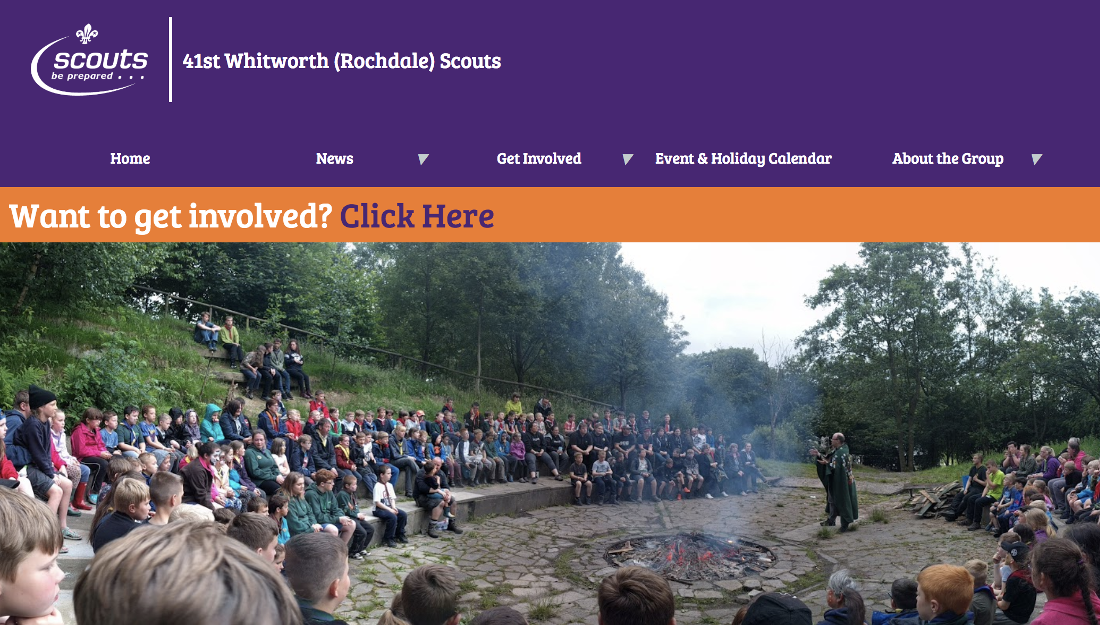 scouts
be prepared . . .
41st Whitworth (Rochdale) Scouts
Home News Get Involved Event & Holiday Calendar About the Group
Want to get involved? Click Here